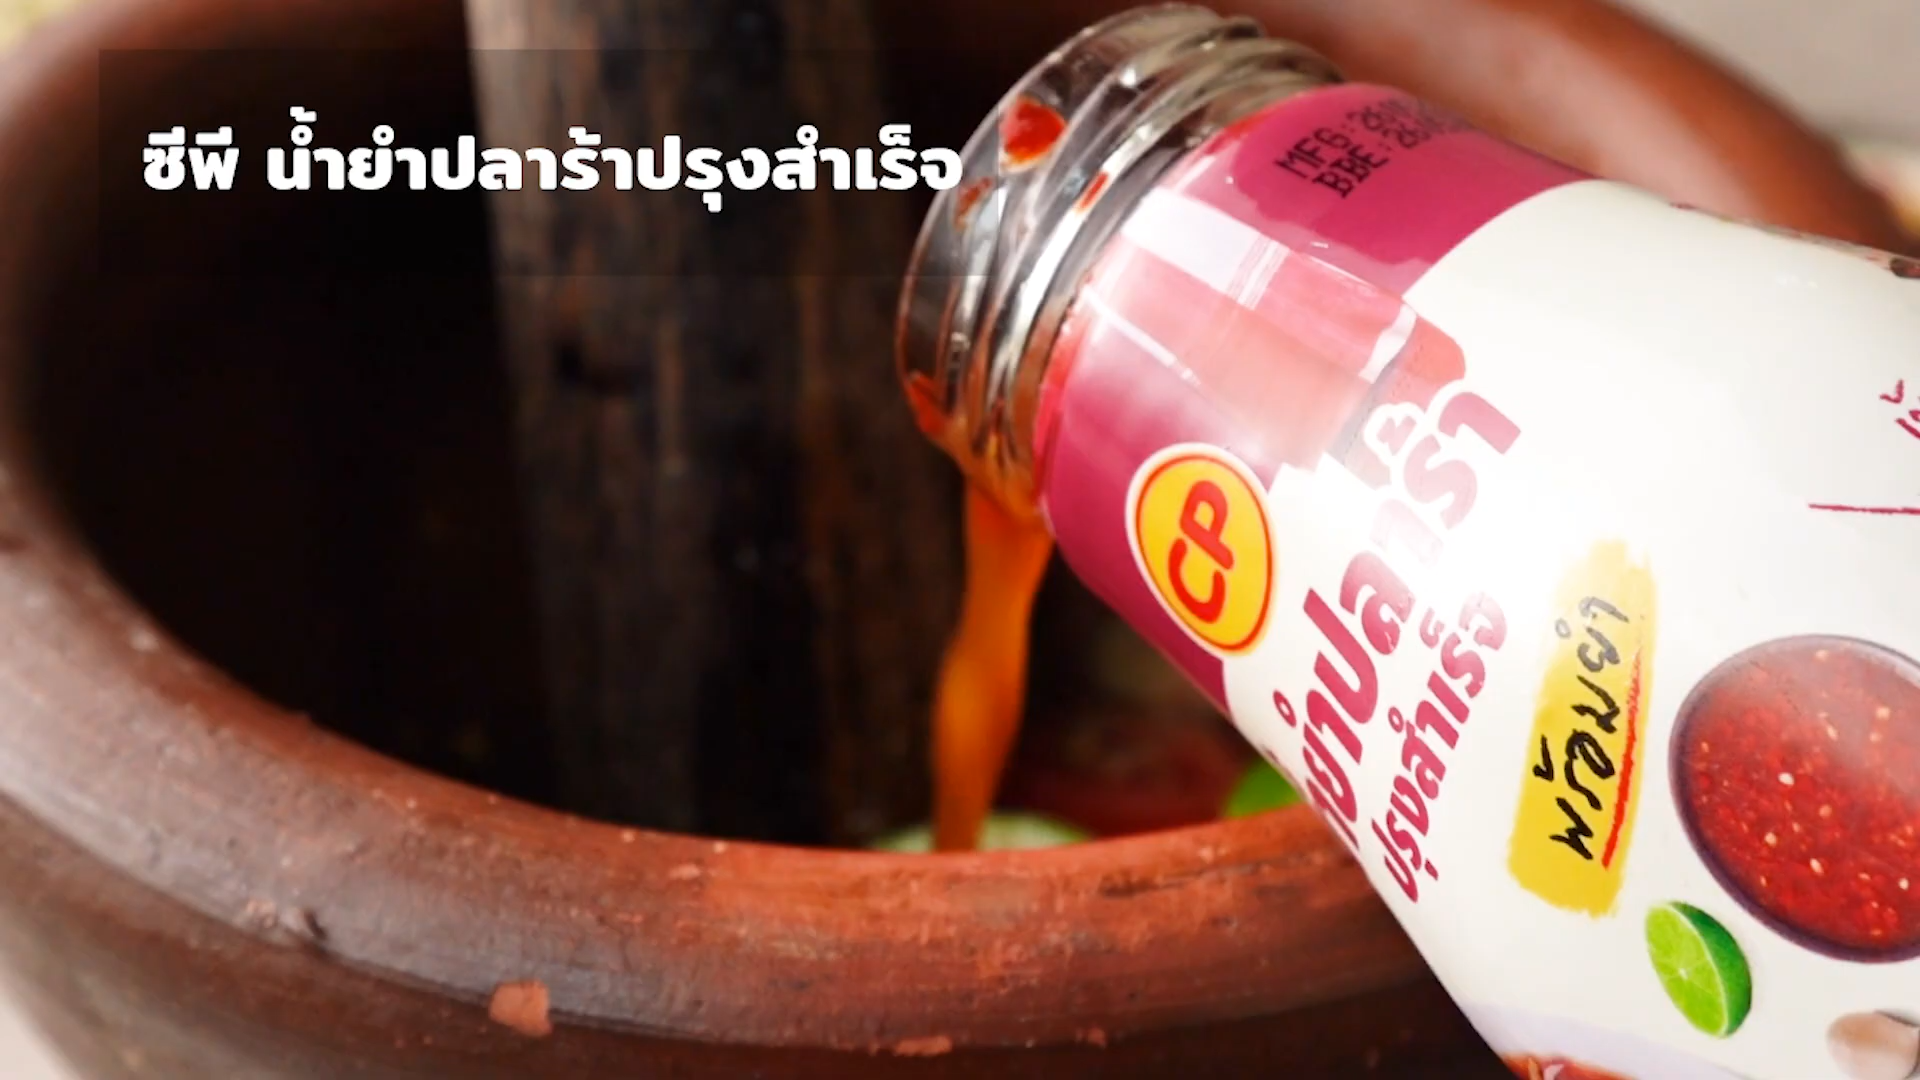 ซีพี น้ำยำปลาร้าปรุงสำเร็จ
MFG:
BBE:
CP
ยำปลาร้า
ปรุงสำเร็จ
พร้อมยำ